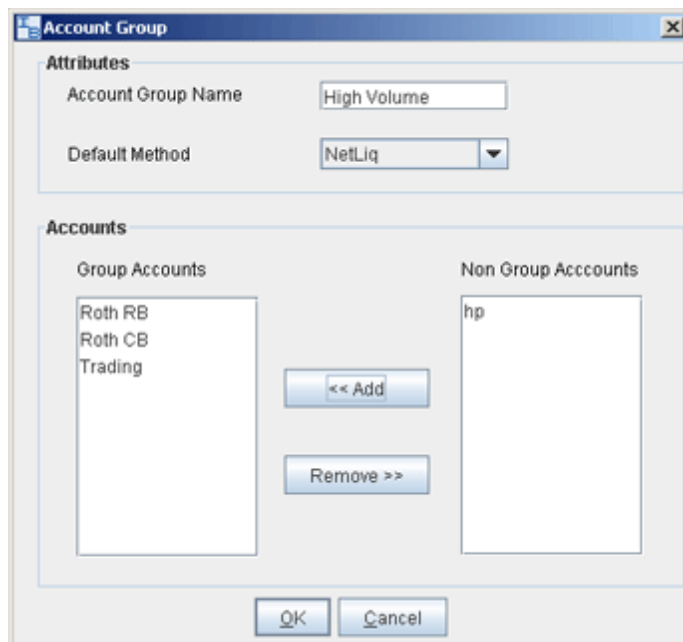 Account Group
Attributes
Account Group Name
High Volume
Default Method
NetLiq
Accounts
Group Accounts
Non Group Acccounts
Roth RB
Roth CB
Trading
hp
<< Add
Remove >>
OK
Cancel